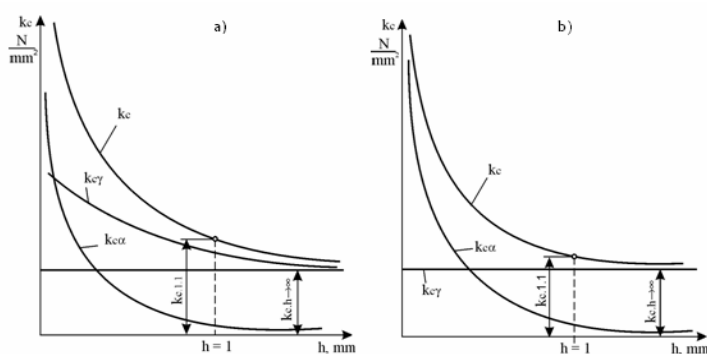 kc
N
mm²
a)
kc
kcγ
kcα
kc.1.1
kc.h→∞
h = 1
h, mm
kc
N
mm²
b)
kc
kcα
kcγ
kc.1.1
kc.h→∞
h = 1
h, mm